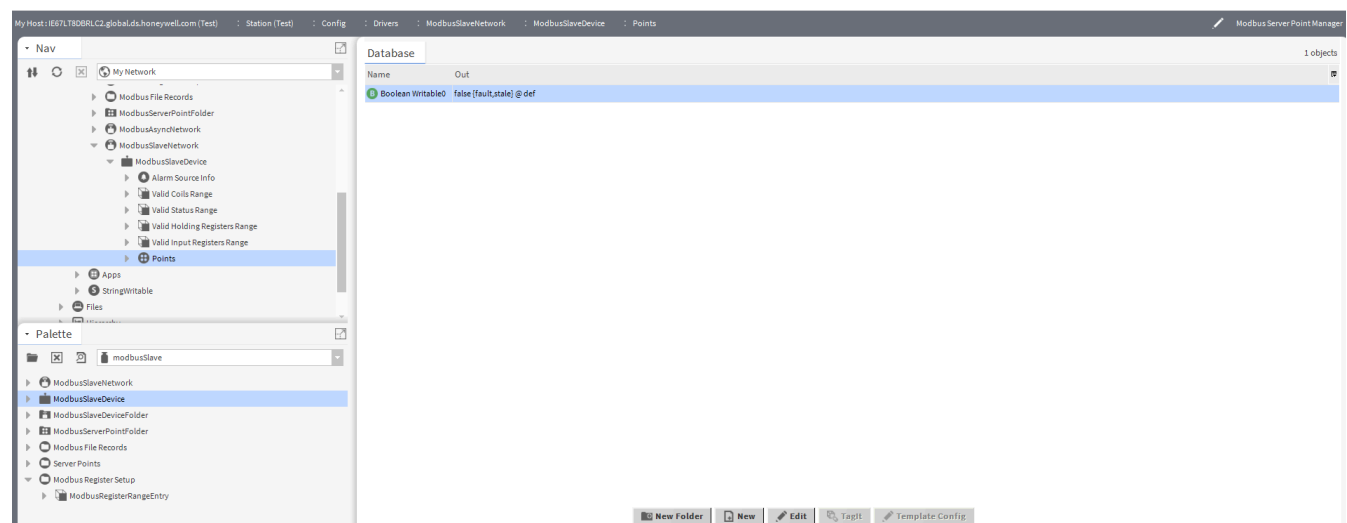 My Host : IE67LT8DBRLC2.global.ds.honeywell.com (Test) : Station (Test) : Config : Drivers : ModbusSlaveNetwork : ModbusSlaveDevice : Points Modbus Server Point Manager
Nav
My Network
Modbus File Records
ModbusServerPointFolder
ModbusAsyncNetwork
ModbusSlaveNetwork
ModbusSlaveDevice
Alarm Source Info
Valid Coils Range
Valid Status Range
Valid Holding Registers Range
Valid Input Registers Range
Points
Apps
StringWritable
Files
Palette
modbusSlave
ModbusSlaveNetwork
ModbusSlaveDevice
ModbusSlaveDeviceFolder
ModbusServerPointFolder
Modbus File Records
Server Points
Modbus Register Setup
ModbusRegisterRangeEntry
Database 1 objects
Name Out
B Boolean Writable0 false {fault,stale} @ def
New Folder New Edit TagIt Template Config